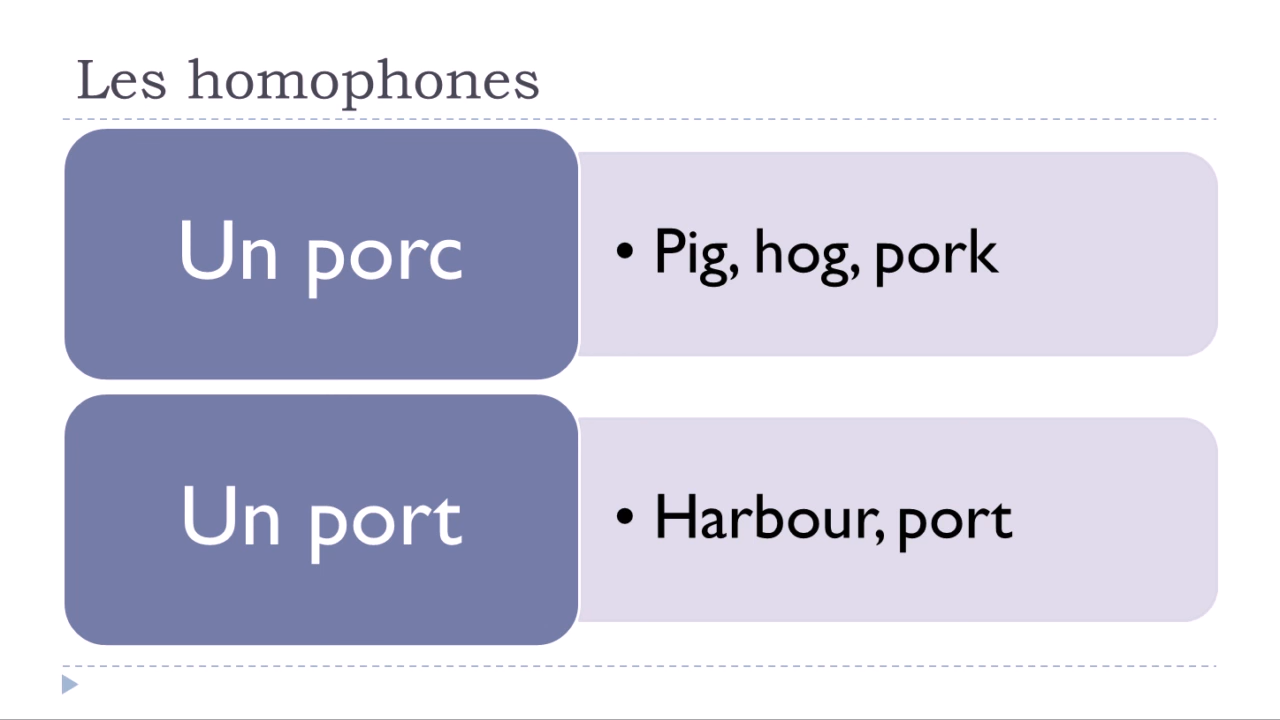 Les homophones
Un porc
• Pig, hog, pork
Un port
• Harbour, port